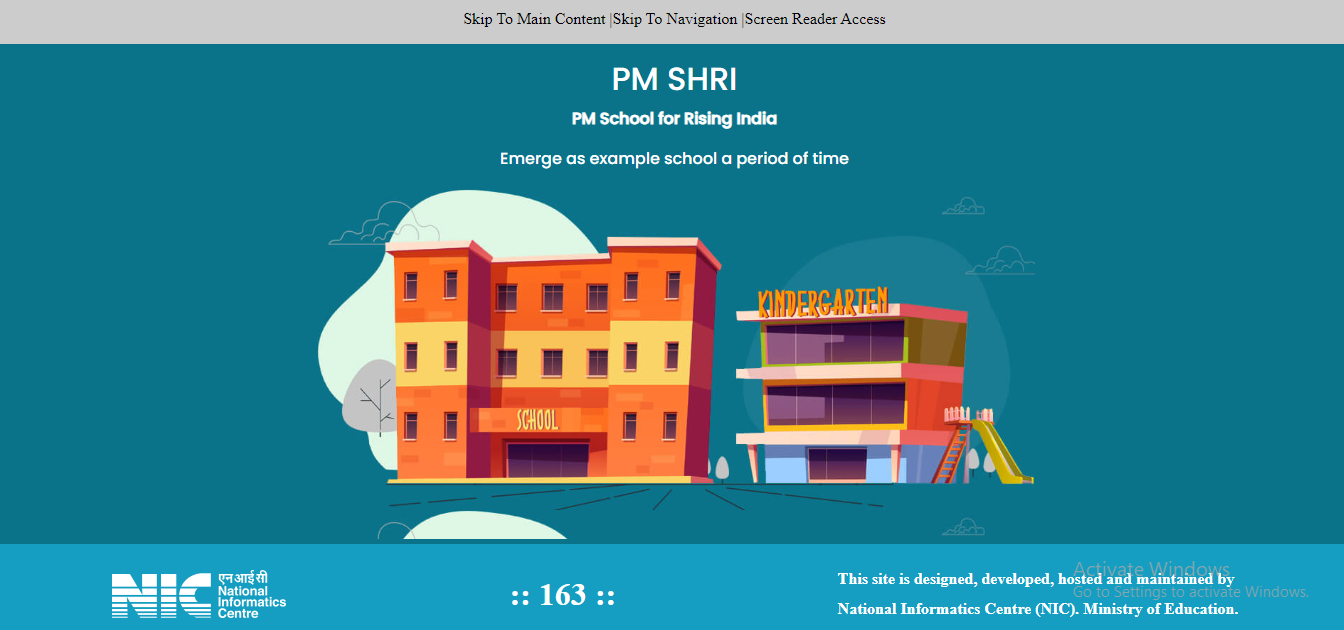 Skip To Main Content |Skip To Navigation |Screen Reader Access
PM SHRI
PM School for Rising India
Emerge as example school a period of time
KINDERGARTEN
SCHOOL
NIC
एन आई सी
National
Informatics
Centre
:: 163 ::
This site is designed, developed, hosted and maintained by
National Informatics Centre (NIC). Ministry of Education.
Activate Windows
Go to Settings to activate Windows.